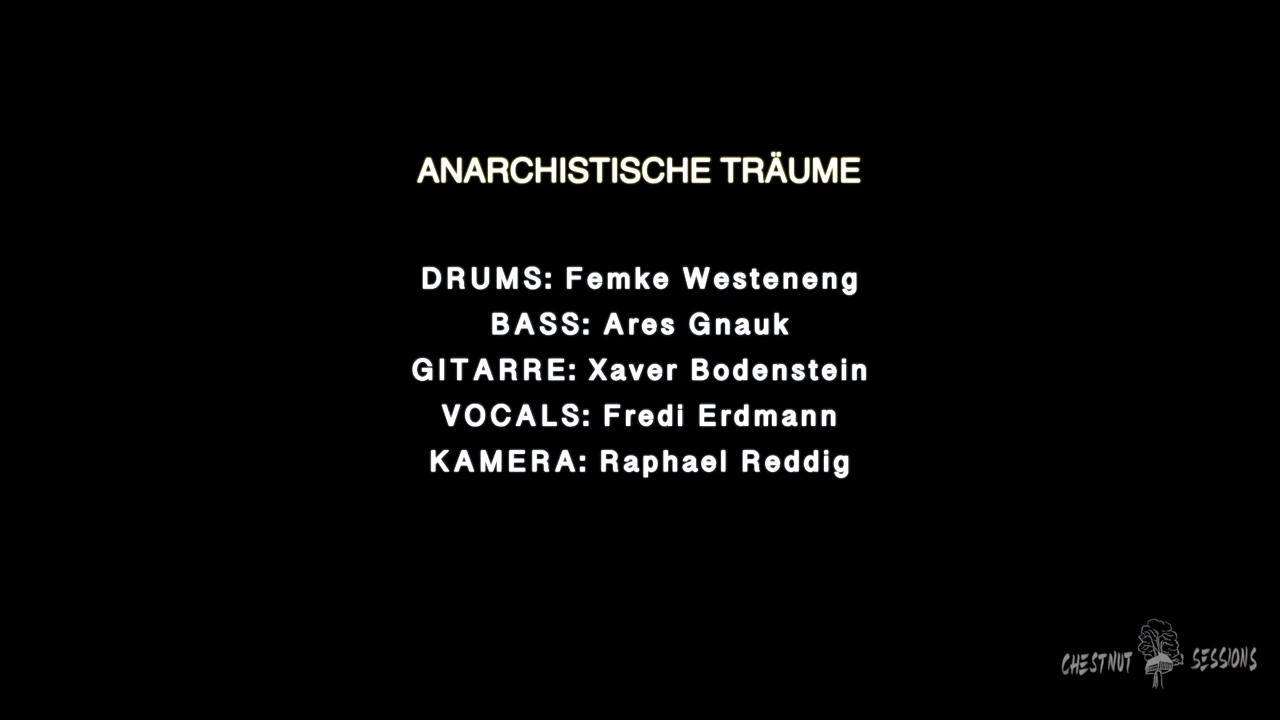 ANARCHISTISCHE TRÄUME
DRUMS: Femke Westeneng
BASS: Ares Gnauk
GITARRE: Xaver Bodenstein
VOCALS: Fredi Erdmann
KAMERA: Raphael Reddig
CHESTNUT SESSIONS